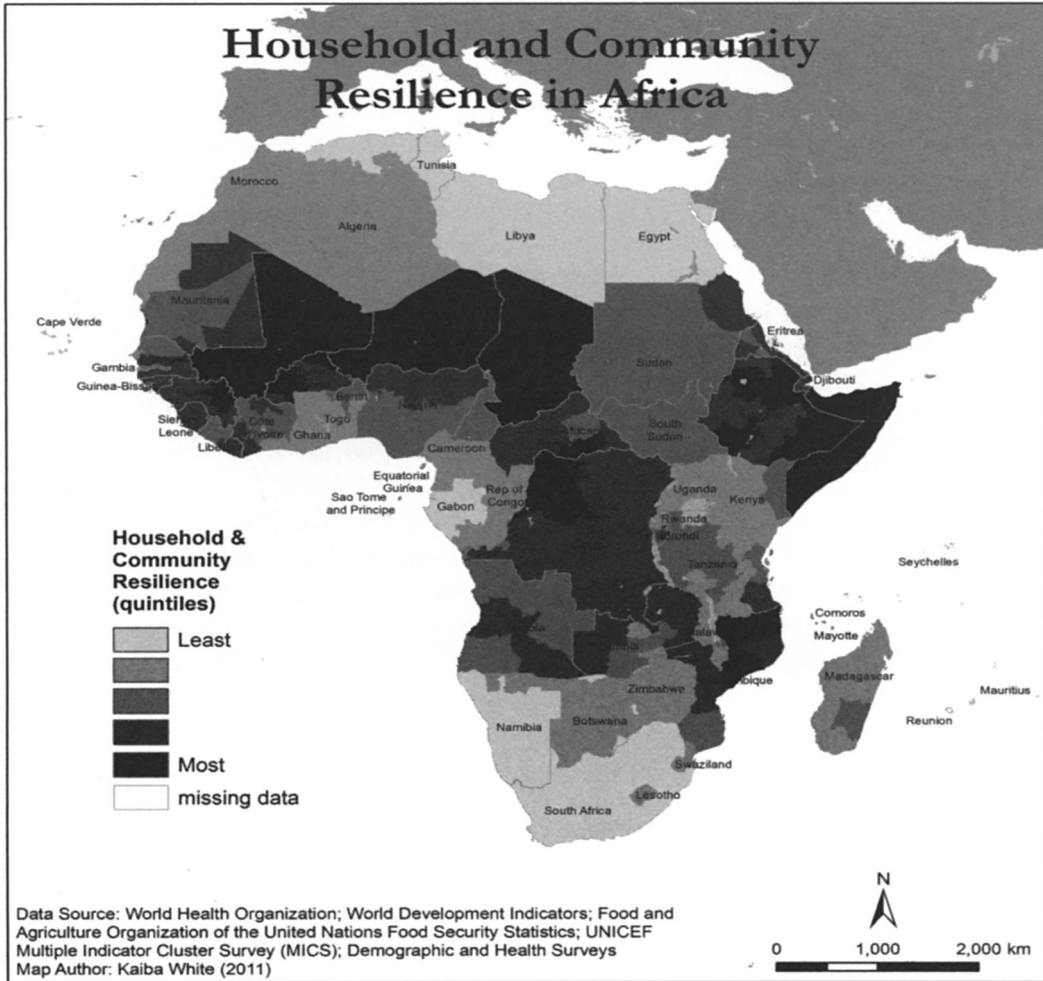 Household and Community
Resilience in Africa
Tunisia
Morocco
Algeria
Libya
Egypt
Mauritania
Cape Verde
Eritrea
Sudan
Gambia
Djibouti
Benin
Togo
Ghana
South
Sudan
Leone
Cameroon
Equatorial
Guinea
Sao Tome
and Principe
Gabon
Rep of
Congo
Uganda
Kenya
Rwanda
Tanzania
Seychelles
Comoros
Mayotte
Madagascar
Mauritius
Reunion
Zimbabwe
Namibia
Botswana
Swaziland
Lesotho
South Africa
Household &
Community
Resilience
(quintiles)
Least
Most
missing data
N
0 1,000 2,000 km
Data Source: World Health Organization; World Development Indicators; Food and
Agriculture Organization of the United Nations Food Security Statistics; UNICEF
Multiple Indicator Cluster Survey (MICS); Demographic and Health Surveys
Map Author: Kaiba White (2011)